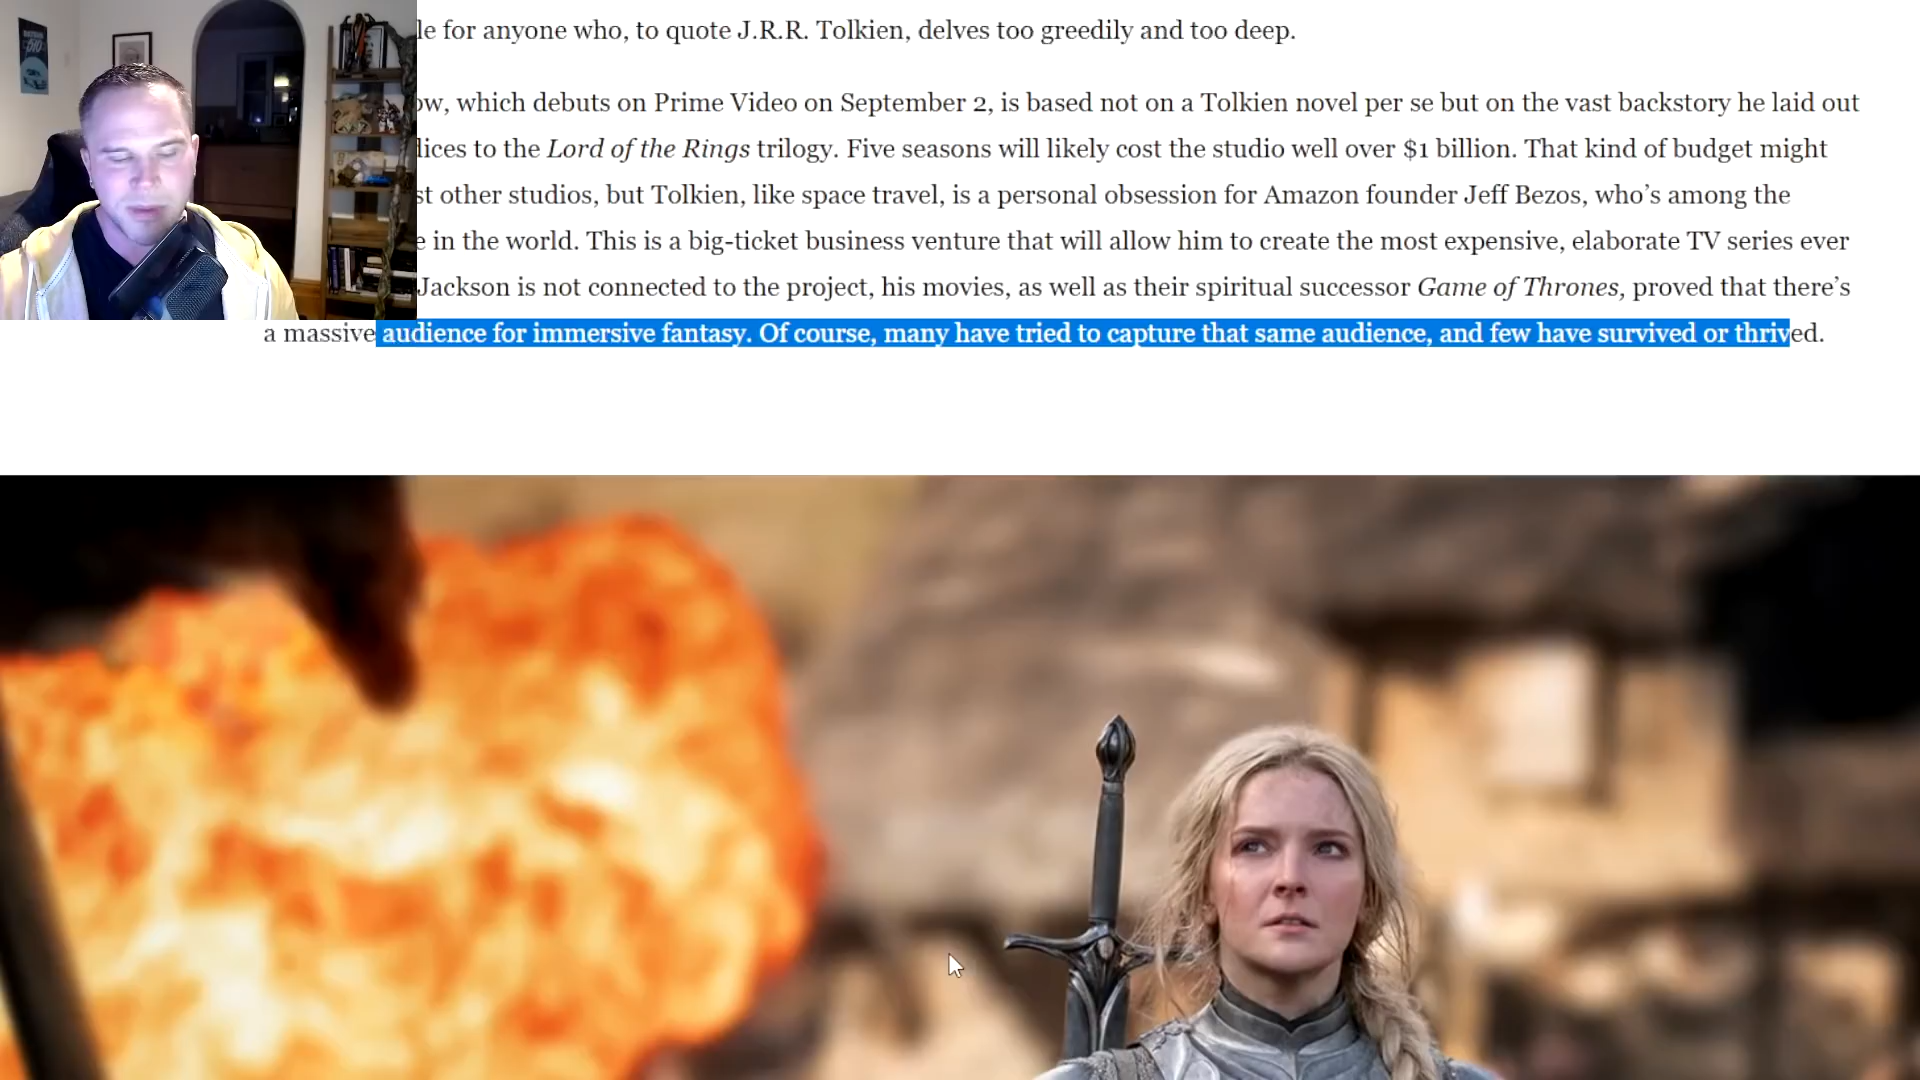 le for anyone who, to quote J.R.R. Tolkien, delves too greedily and too deep.
ow, which debuts on Prime Video on September 2, is based not on a Tolkien novel per se but on the vast backstory he laid out
lices to the Lord of the Rings trilogy. Five seasons will likely cost the studio well over $1 billion. That kind of budget might
st other studios, but Tolkien, like space travel, is a personal obsession for Amazon founder Jeff Bezos, who’s among the
e in the world. This is a big-ticket business venture that will allow him to create the most expensive, elaborate TV series ever
Jackson is not connected to the project, his movies, as well as their spiritual successor Game of Thrones, proved that there’s
a massive audience for immersive fantasy. Of course, many have tried to capture that same audience, and few have survived or thrived.